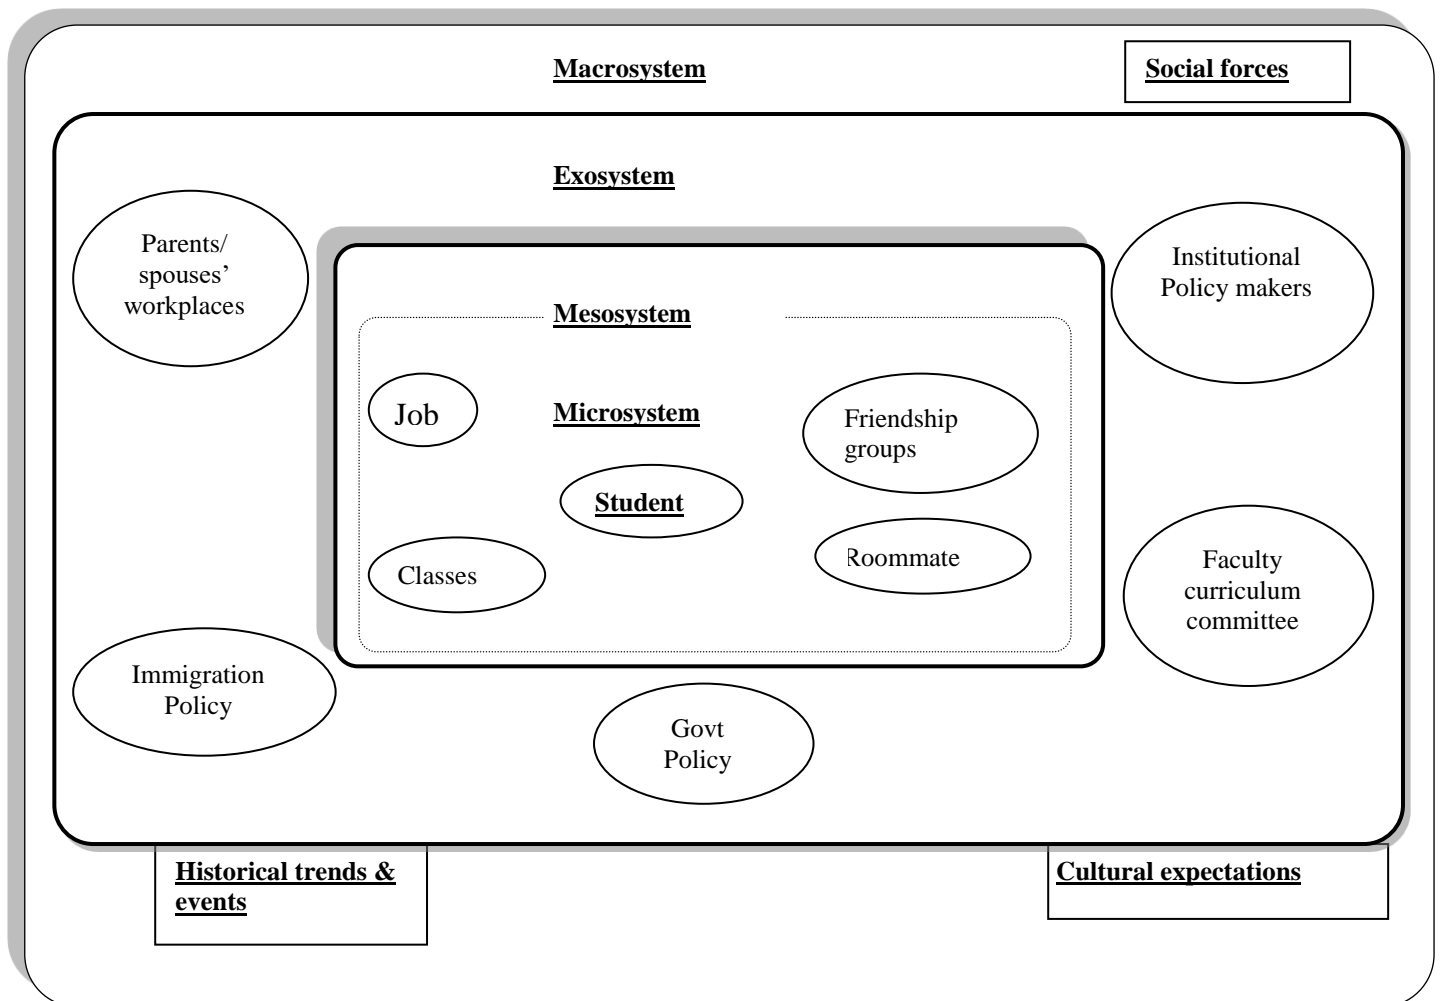 Macrosystem
Social forces
Exosystem
Parents/
spouses’
workplaces
Institutional
Policy makers
Mesosystem
Job
Microsystem
Friendship
groups
Student
Classes
Roommate
Faculty
curriculum
committee
Immigration
Policy
Govt
Policy
Historical trends &
events
Cultural expectations